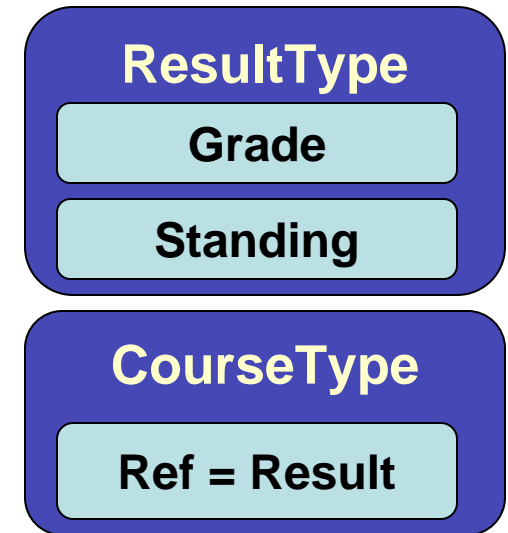 ResultType
Grade
Standing
CourseType
Ref = Result